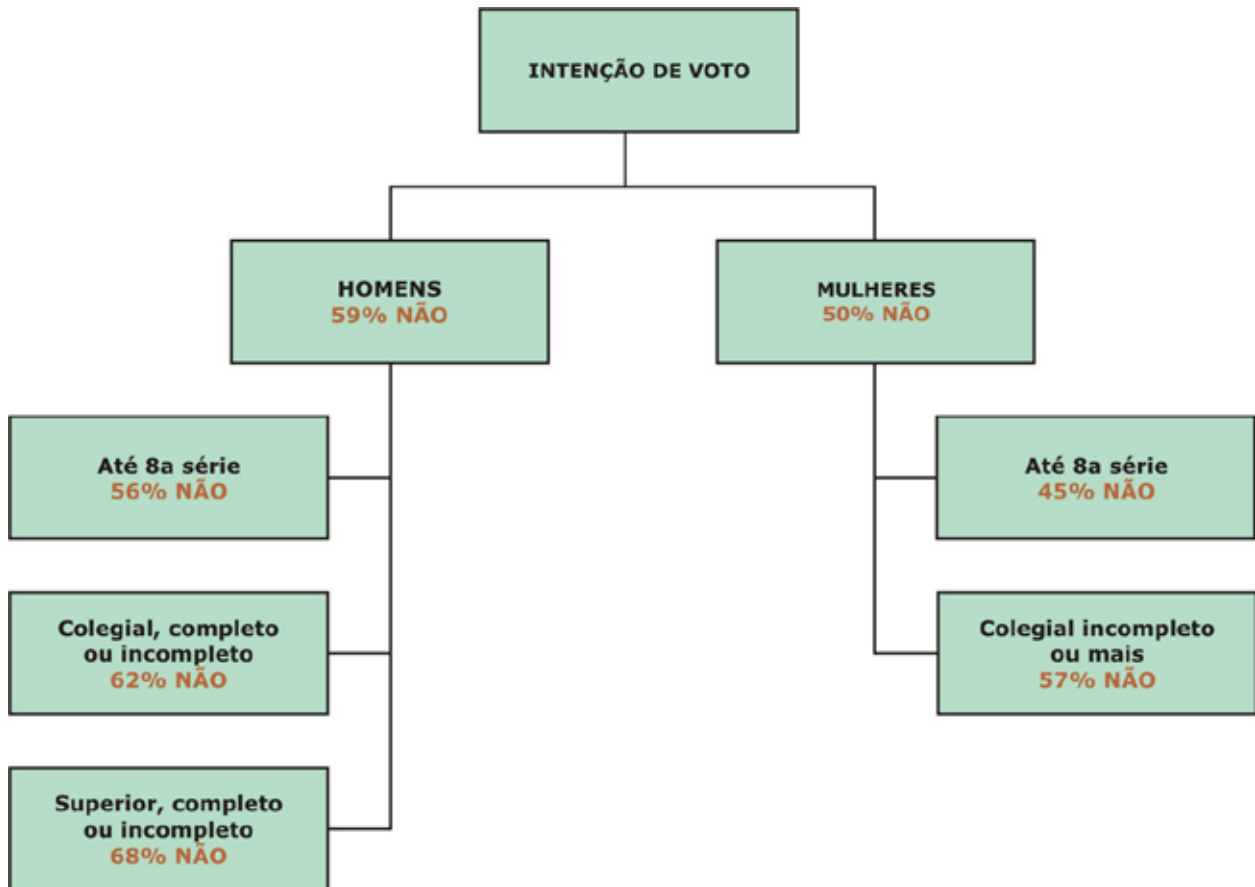 INTENÇÃO DE VOTO
HOMENS
59% NÃO
MULHERES
50% NÃO
Até 8a série
56% NÃO
Até 8a série
45% NÃO
Colegial, completo
ou incompleto
62% NÃO
Colegial incompleto
ou mais
57% NÃO
Superior, completo
ou incompleto
68% NÃO